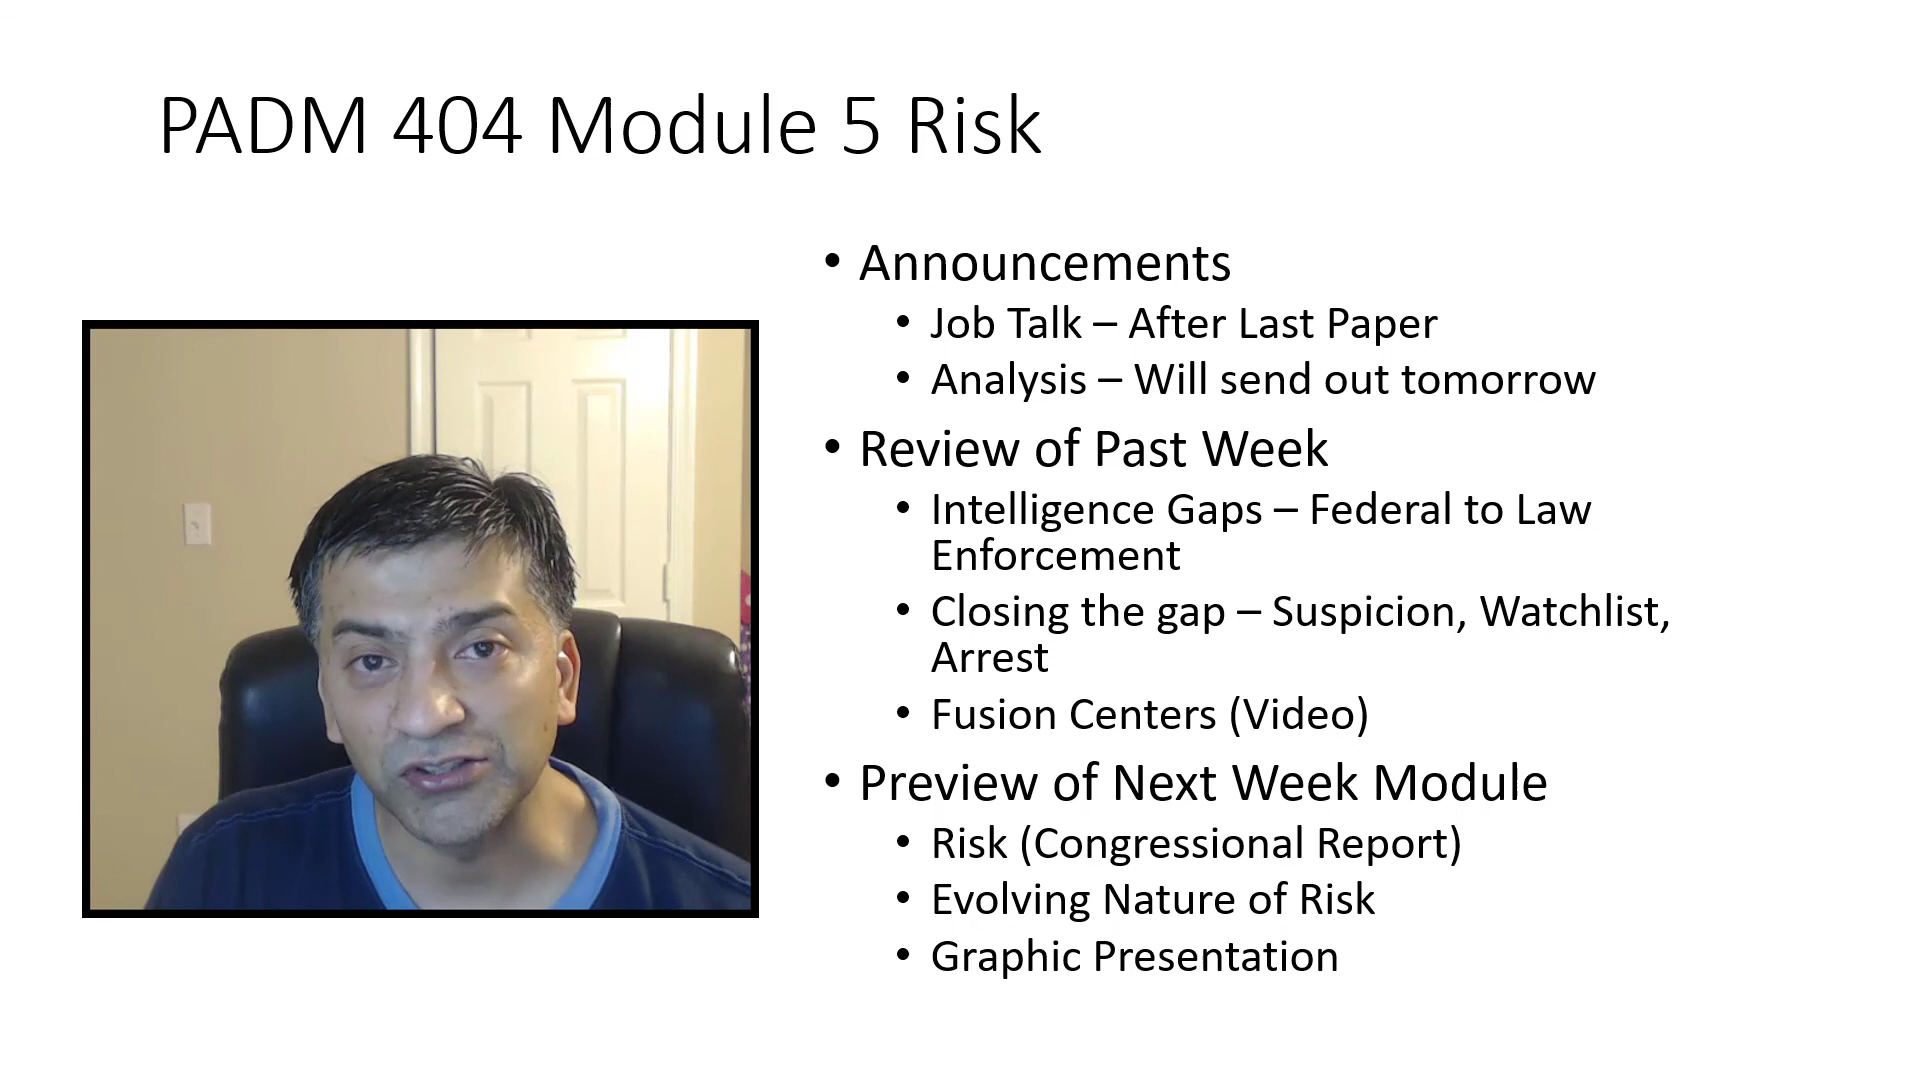 PADM 404 Module 5 Risk
• Announcements
• Job Talk – After Last Paper
• Analysis – Will send out tomorrow
• Review of Past Week
• Intelligence Gaps – Federal to Law
Enforcement
• Closing the gap – Suspicion, Watchlist,
Arrest
• Fusion Centers (Video)
• Preview of Next Week Module
• Risk (Congressional Report)
• Evolving Nature of Risk
• Graphic Presentation